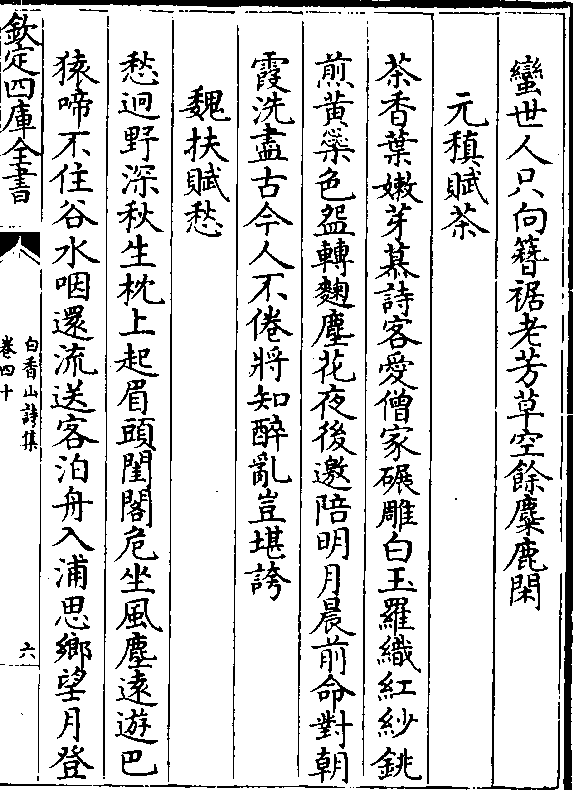 蠻世人只向簪裾老芳草空餘麋鹿閑
元稹賦茶
茶香葉嫩芽慕詩客愛僧家碾雕白玉羅織紅紗銚
煎黃蘂色盌轉麴塵花夜後邀陪明月晨前命對朝
霞洗盡古今人不倦將知醉亂豈堪誇
魏扶賦愁
愁迥野深秋生枕上起眉頭閨閣危坐風塵遠遊巴
猿啼不住谷水咽還流送客泊舟入浦思鄉望月登
欽定四庫全書
白香山詩集
卷四十
六